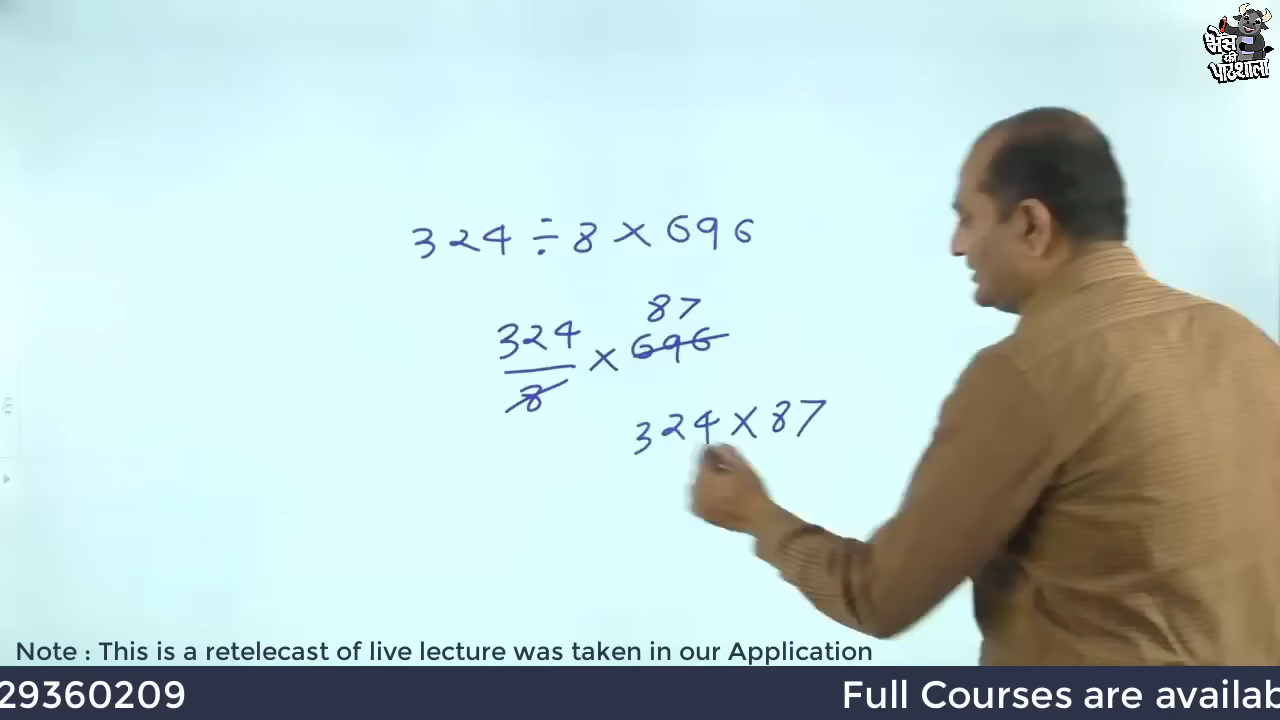 भैंस
की
पाठशाला
324 ÷ 8 × 696
87
324 × 696
8
324 × 87
Note : This is a retelecast of live lecture was taken in our Application
29360209 Full Courses are availab